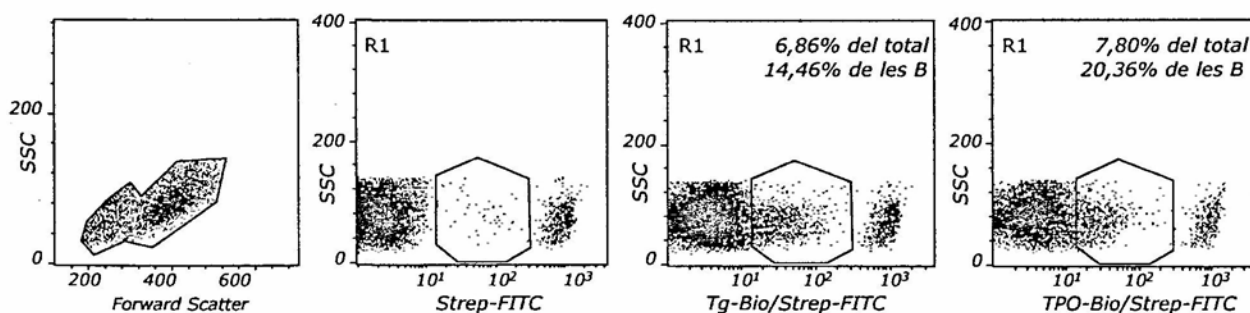 200
0
SSC
200
400
600
Forward Scatter
400
200
0
SSC
R1
10¹
10²
10³
Strep-FITC
400
200
0
SSC
R1
6,86% del total
14,46% de les B
10¹
10²
10³
Tg-Bio/Strep-FITC
400
200
0
SSC
R1
7,80% del total
20,36% de les B
10¹
10²
10³
TPO-Bio/Strep-FITC